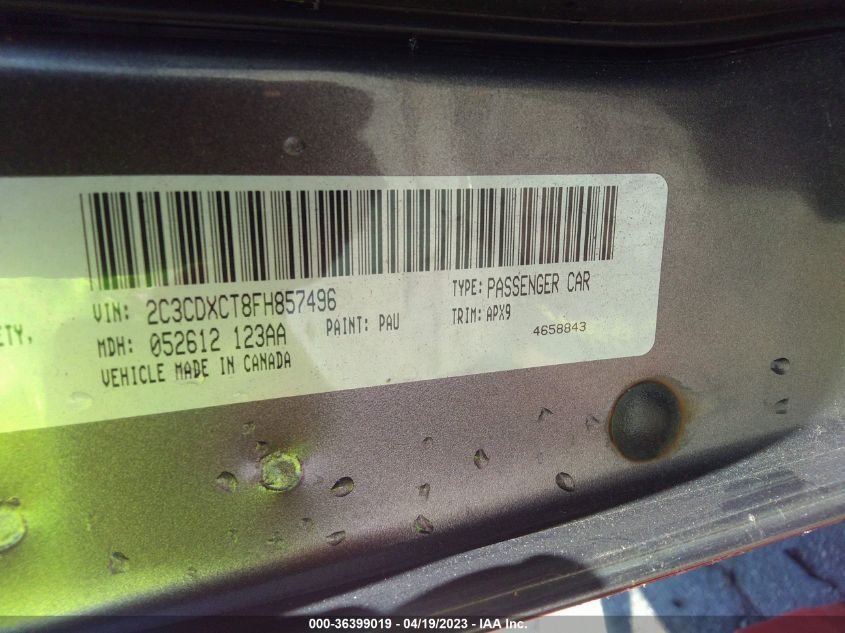 VIN: 2C3CDXCT8FH857496 TYPE: PASSENGER CAR
ETY, MDH: 052612 123AA PAINT: PAU TRIM: APX9
VEHICLE MADE IN CANADA 4658843
000-36399019 - 04/19/2023 - IAA Inc.